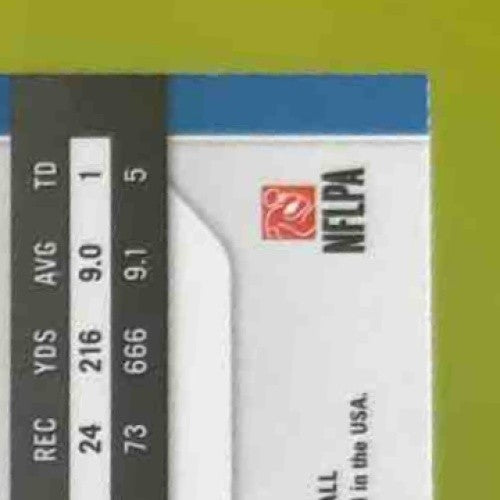 REC YDS AVG TD
24 216 9.0 1
73 666 9.1 5
NFLPA
in the USA.